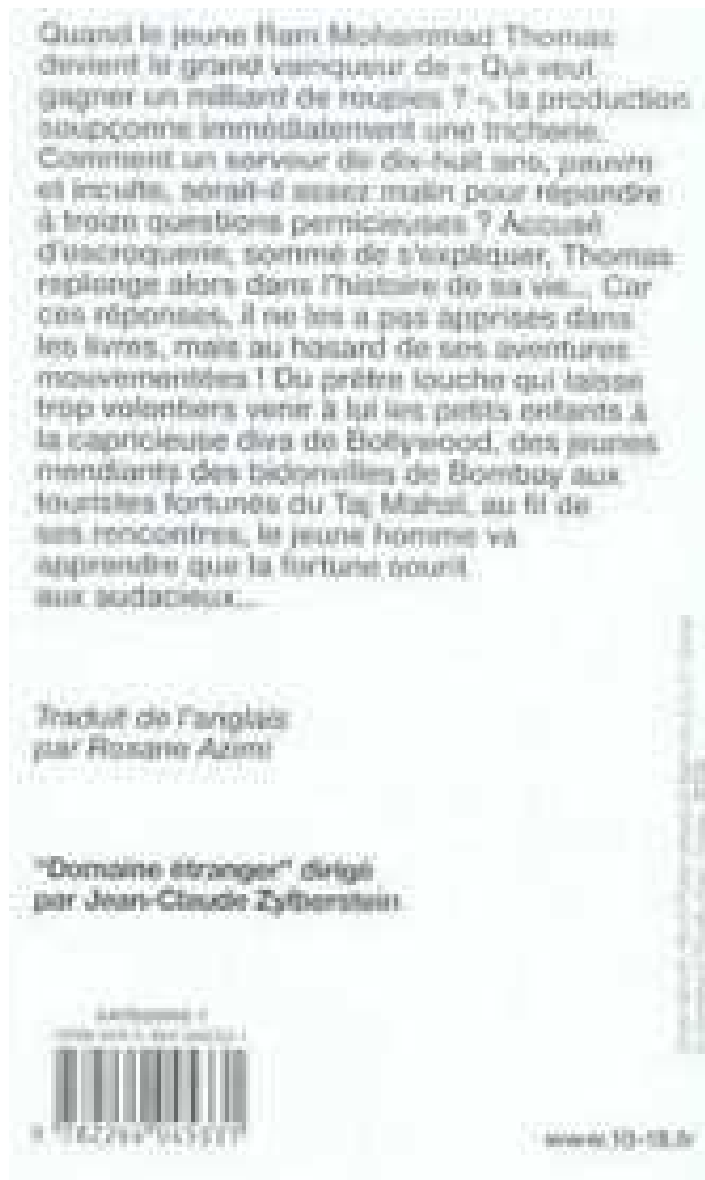 Quand le jeune Ram Mohammad Thomas
devient le grand vainqueur de « Qui veut
gagner un milliard de roupies ? », la production
soupçonne immédiatement une tricherie.
Comment un serveur de dix-huit ans, pauvre
et inculte, serait-il assez malin pour répondre
à treize questions pernicieuses ? Accusé
d'escroquerie, sommé de s'expliquer, Thomas
replonge alors dans l'histoire de sa vie... Car
ces réponses, il ne les a pas apprises dans
les livres, mais au hasard de ses aventures
mouvementées ! Du prêtre louche qui laisse
trop volontiers venir à lui les petits enfants à
la capricieuse diva de Bollywood, des jeunes
mendiants des bidonvilles de Bombay aux
touristes fortunés du Taj Mahal, au fil de
ses rencontres, le jeune homme va
apprendre que la fortune sourit
aux audacieux...
Traduit de l'anglais
par Roxane Azimi
"Domaine étranger" dirigé
par Jean-Claude Zylberstein
www.10-18.fr